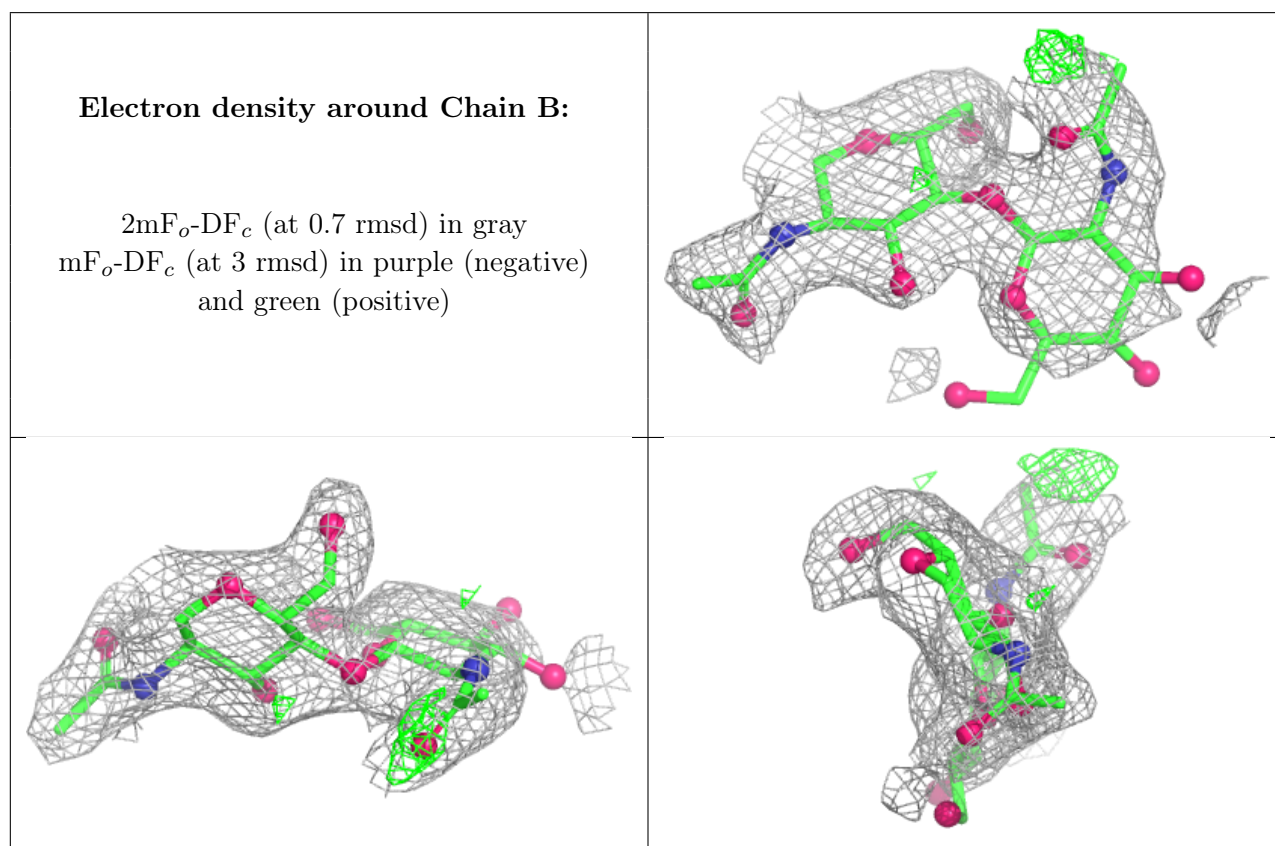 Electron density around Chain B:
2mFo-DFc (at 0.7 rmsd) in gray
mFo-DFc (at 3 rmsd) in purple (negative)
and green (positive)